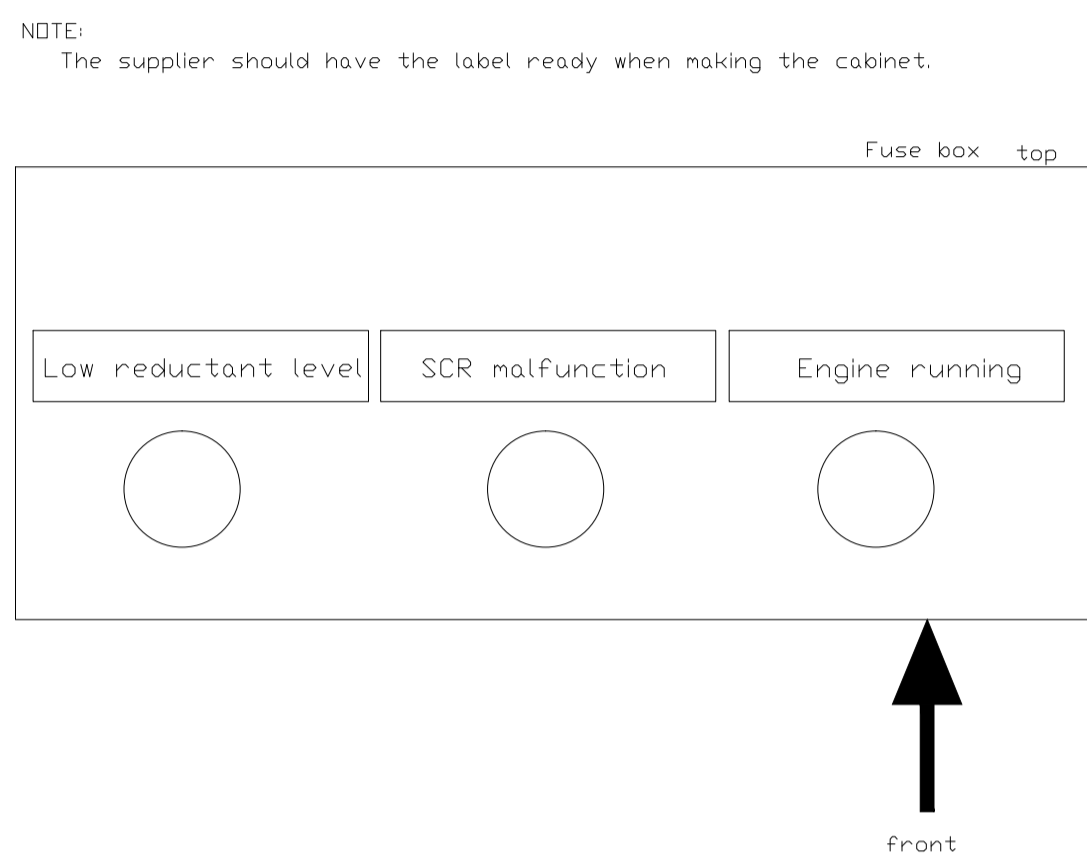 NOTE:
The supplier should have the label ready when making the cabinet.
Fuse box top
Low reductant level
SCR malfunction
Engine running
front